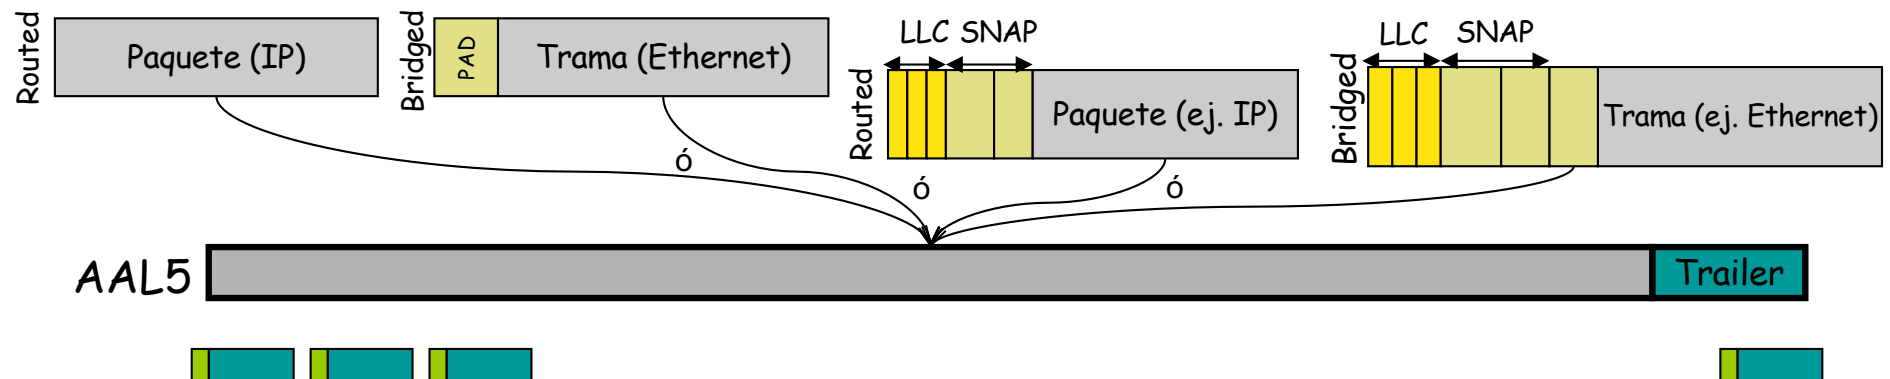 Routed
Paquete (IP)
Bridged
PAD
Trama (Ethernet)
LLC SNAP
Routed
Paquete (ej. IP)
LLC SNAP
Bridged
Trama (ej. Ethernet)
ó
ó
ó
AAL5
Trailer